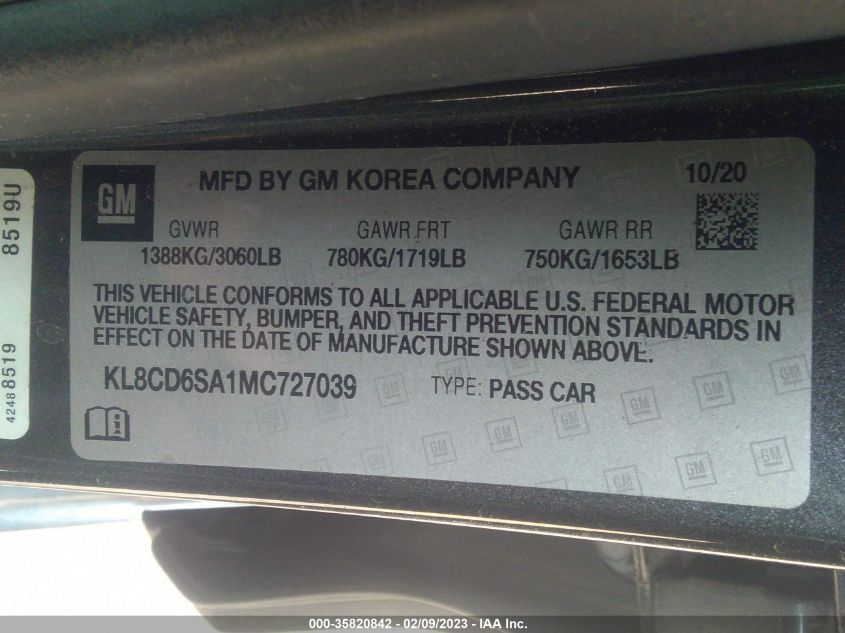 GM
MFD BY GM KOREA COMPANY 10/20
GVWR GAWR FRT GAWR RR
1388KG/3060LB 780KG/1719LB 750KG/1653LB
THIS VEHICLE CONFORMS TO ALL APPLICABLE U.S. FEDERAL MOTOR
VEHICLE SAFETY, BUMPER, AND THEFT PREVENTION STANDARDS IN
EFFECT ON THE DATE OF MANUFACTURE SHOWN ABOVE.
KL8CD6SA1MC727039 TYPE: PASS CAR
8519U
42488519
000-35820842 - 02/09/2023 - IAA Inc.